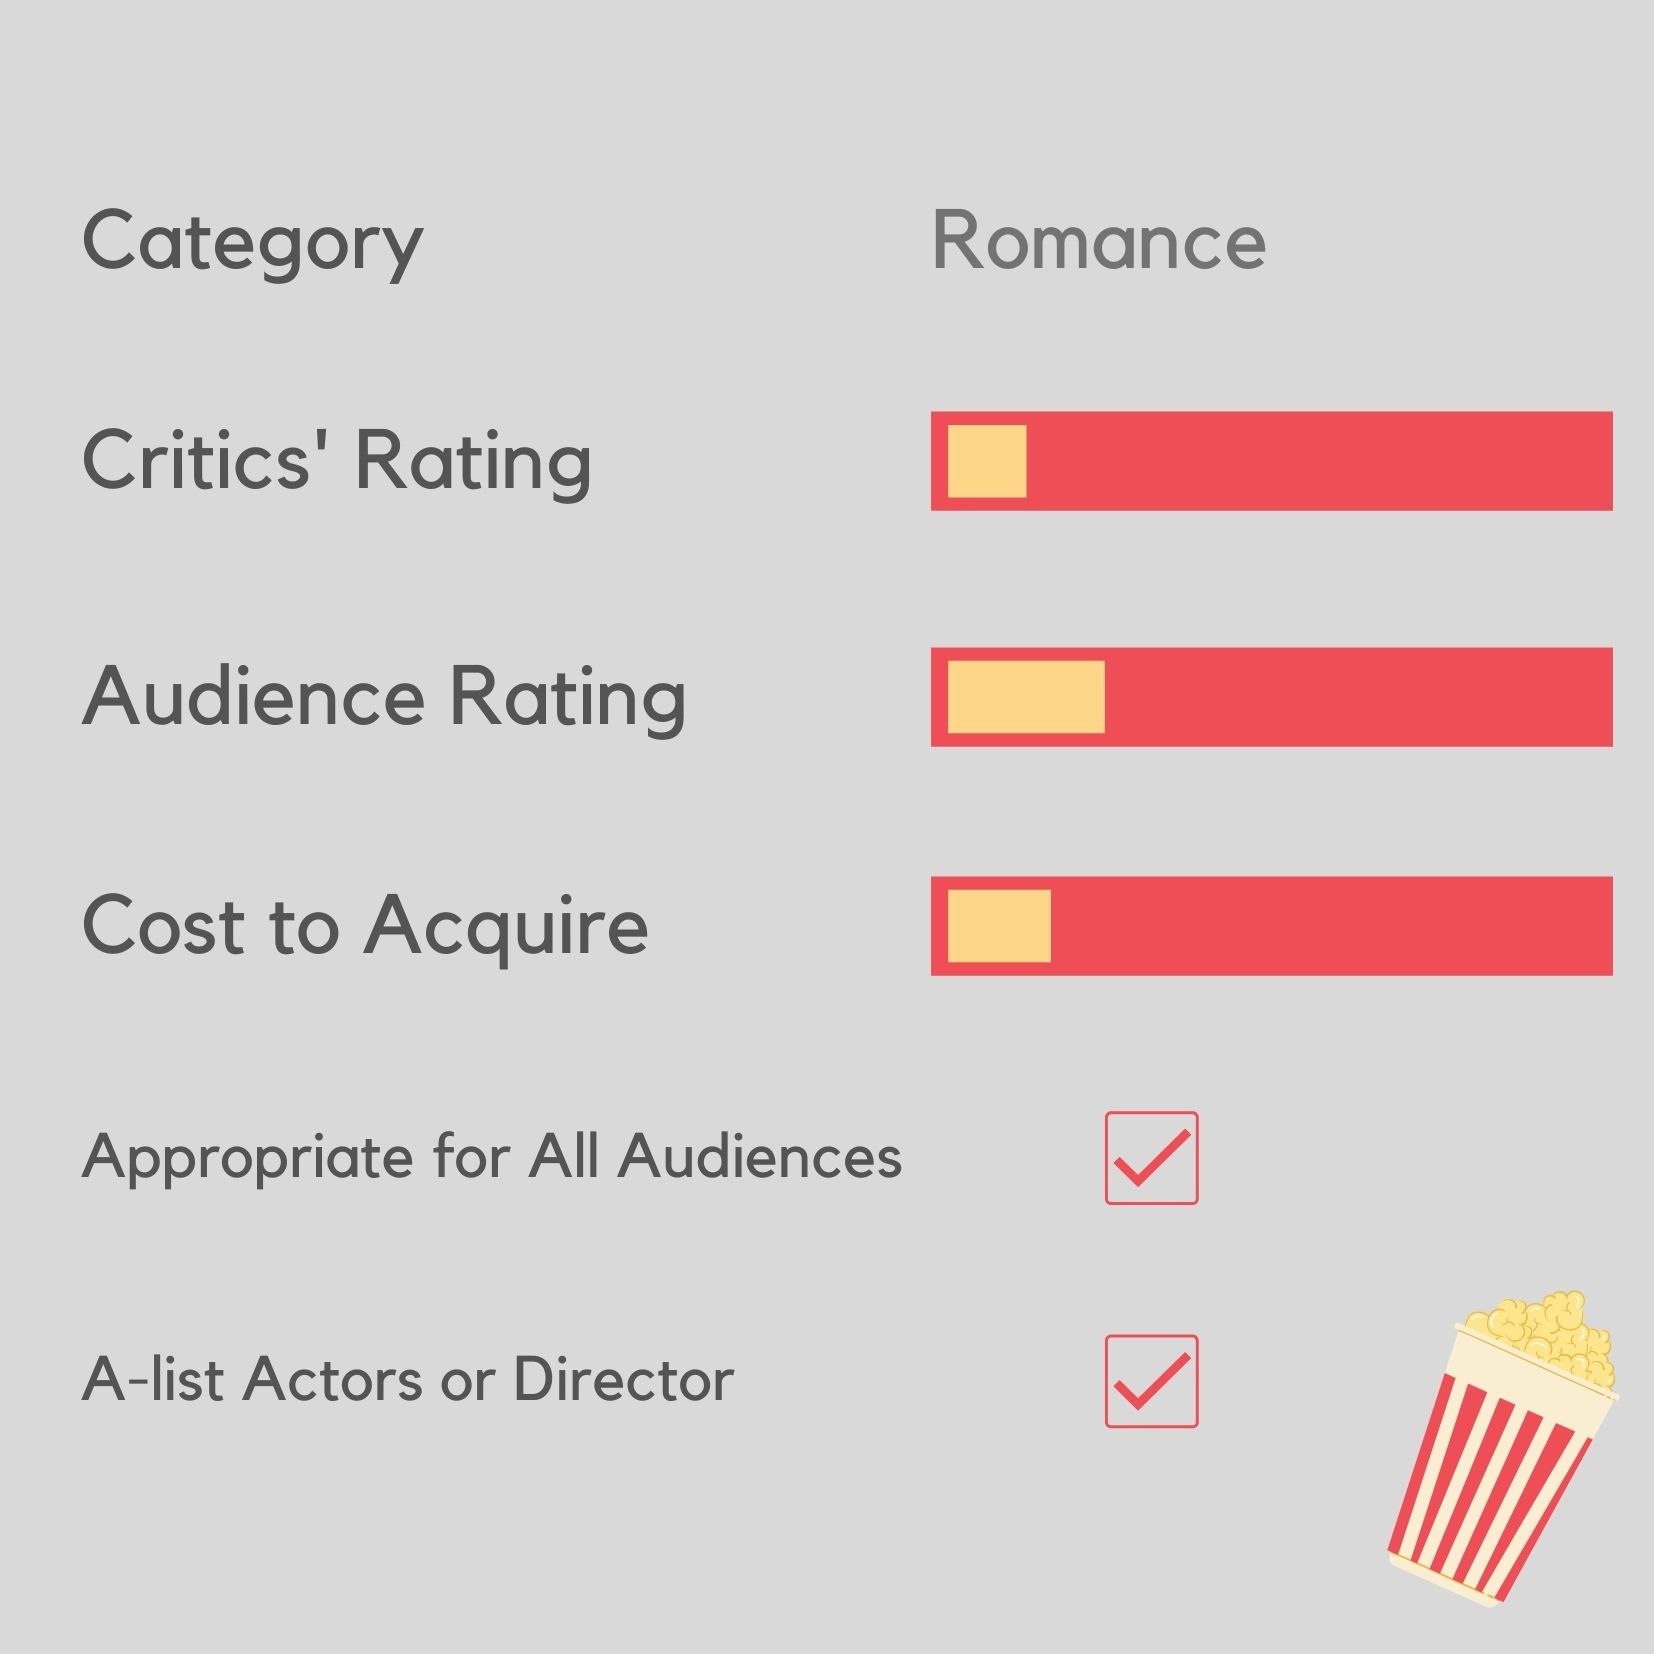 Category Romance
Critics' Rating
Audience Rating
Cost to Acquire
Appropriate for All Audiences
A-list Actors or Director